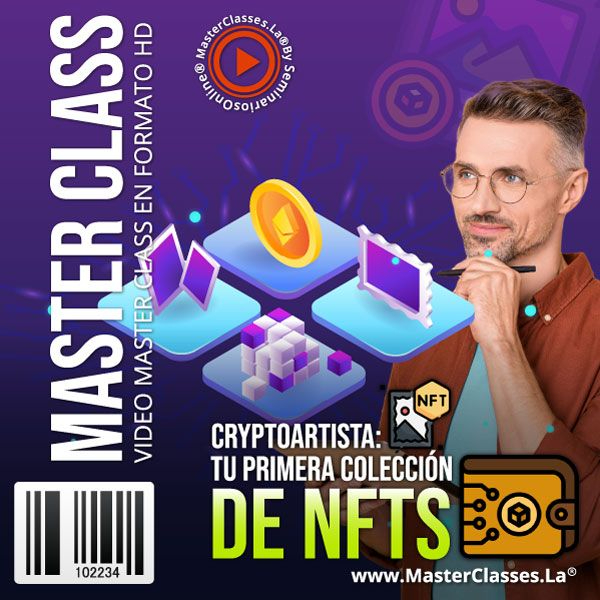 MASTER CLASS
VIDEO MASTER CLASS EN FORMATO HD
MasterClasses.La® By SeminariosOnline®
NFT
CRYPTOARTISTA:
TU PRIMERA COLECCIÓN
DE NFTS
102234
www.MasterClasses.La®